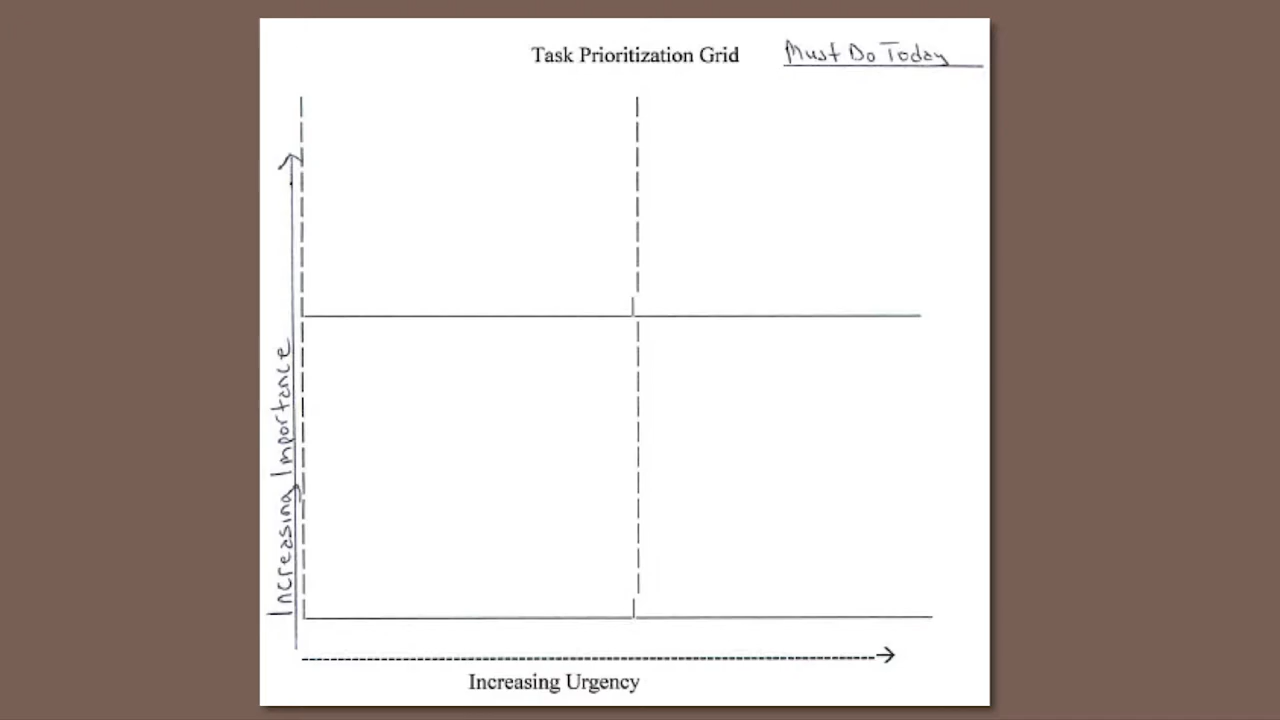 Task Prioritization Grid
Must Do Today
Increasing Importance
Increasing Urgency